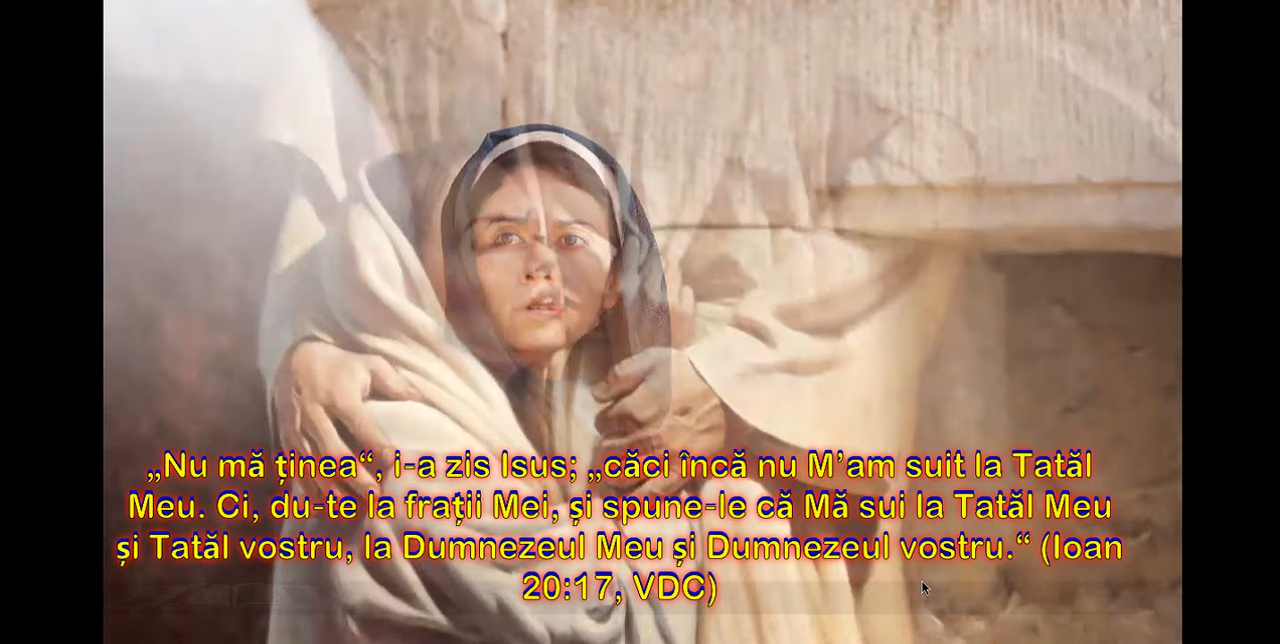 „Nu mă ținea“, i-a zis Isus; „căci încă nu M’am suit la Tatăl
Meu. Ci, du-te la frații Mei, și spune-le că Mă sui la Tatăl Meu
și Tatăl vostru, la Dumnezeul Meu și Dumnezeul vostru.“ (Ioan
20:17, VDC)